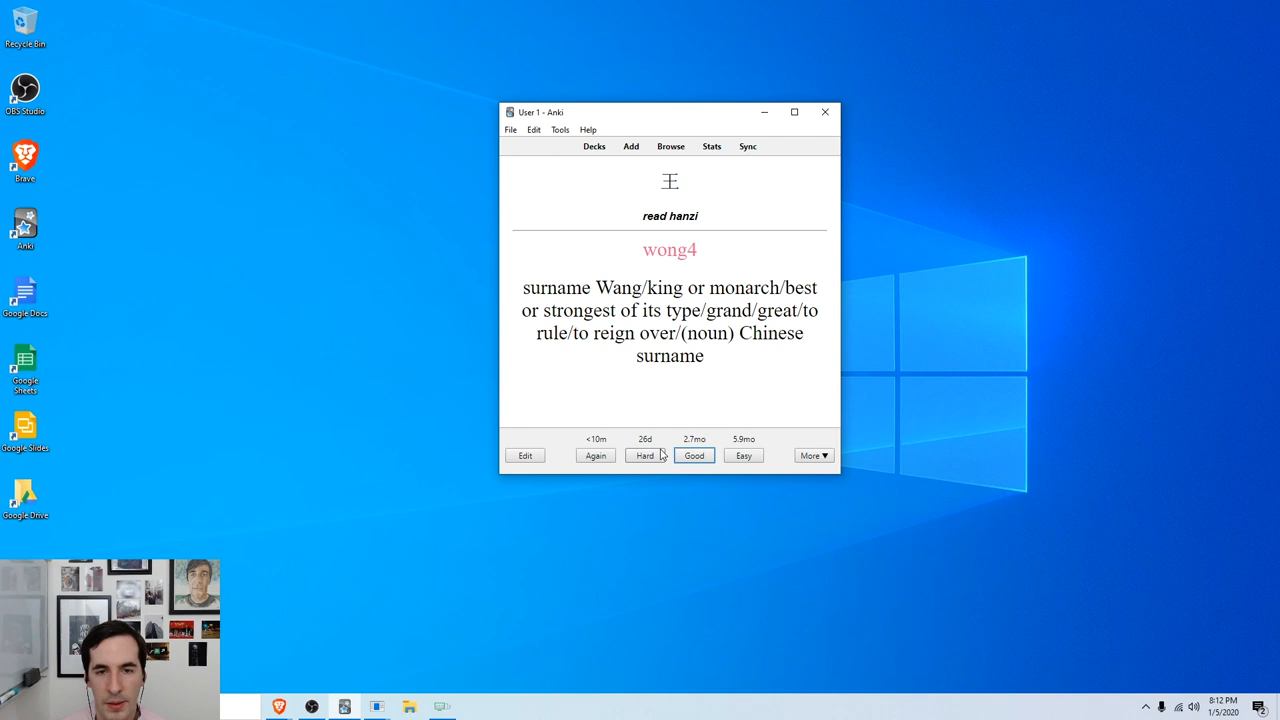 Recycle Bin
OBS Studio
Brave
Anki
Google Docs
Google
Sheets
Google Slides
Google Drive
User 1 - Anki
File Edit Tools Help
Decks Add Browse Stats Sync
王
read hanzi
wong4
surname Wang/king or monarch/best
or strongest of its type/grand/great/to
rule/to reign over/(noun) Chinese
surname
<10m 26d 2.7mo 5.9mo
Edit Again Hard Good Easy More ▼
8:12 PM
1/5/2020
2